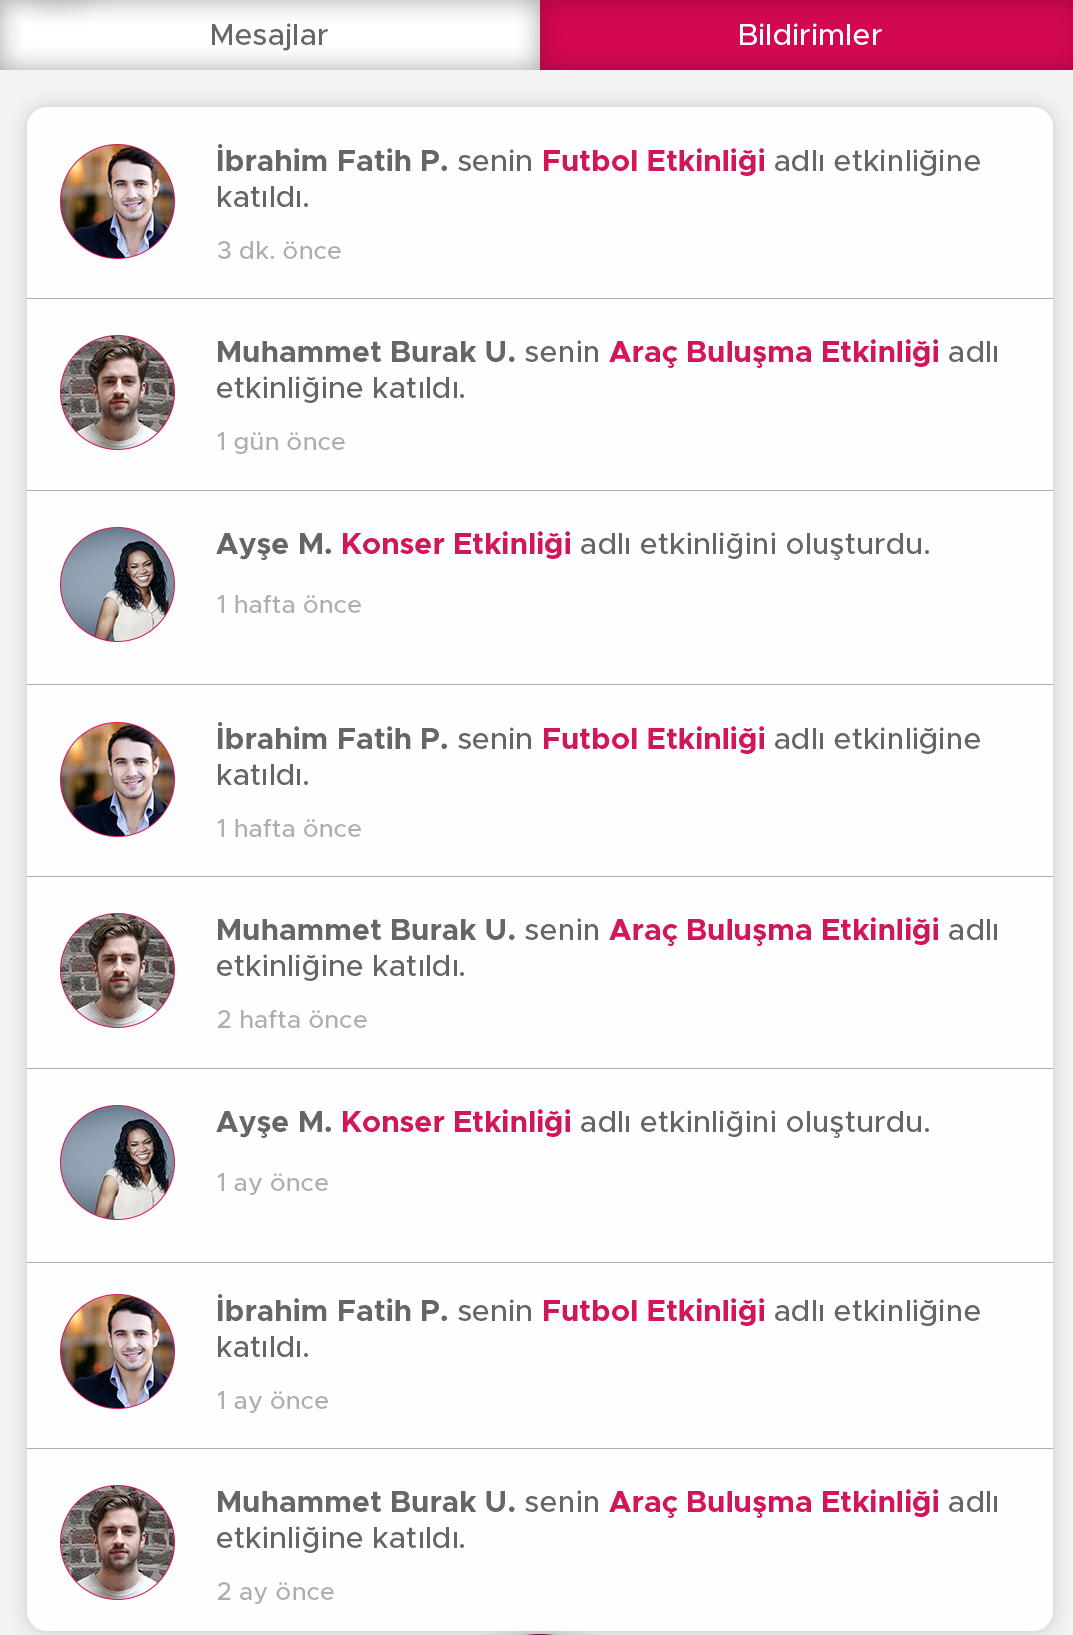 Mesajlar
Bildirimler
İbrahim Fatih P. senin Futbol Etkinliği adlı etkinliğine
katıldı.
3 dk. önce
Muhammet Burak U. senin Araç Buluşma Etkinliği adlı
etkinliğine katıldı.
1 gün önce
Ayşe M. Konser Etkinliği adlı etkinliğini oluşturdu.
1 hafta önce
İbrahim Fatih P. senin Futbol Etkinliği adlı etkinliğine
katıldı.
1 hafta önce
Muhammet Burak U. senin Araç Buluşma Etkinliği adlı
etkinliğine katıldı.
2 hafta önce
Ayşe M. Konser Etkinliği adlı etkinliğini oluşturdu.
1 ay önce
İbrahim Fatih P. senin Futbol Etkinliği adlı etkinliğine
katıldı.
1 ay önce
Muhammet Burak U. senin Araç Buluşma Etkinliği adlı
etkinliğine katıldı.
2 ay önce